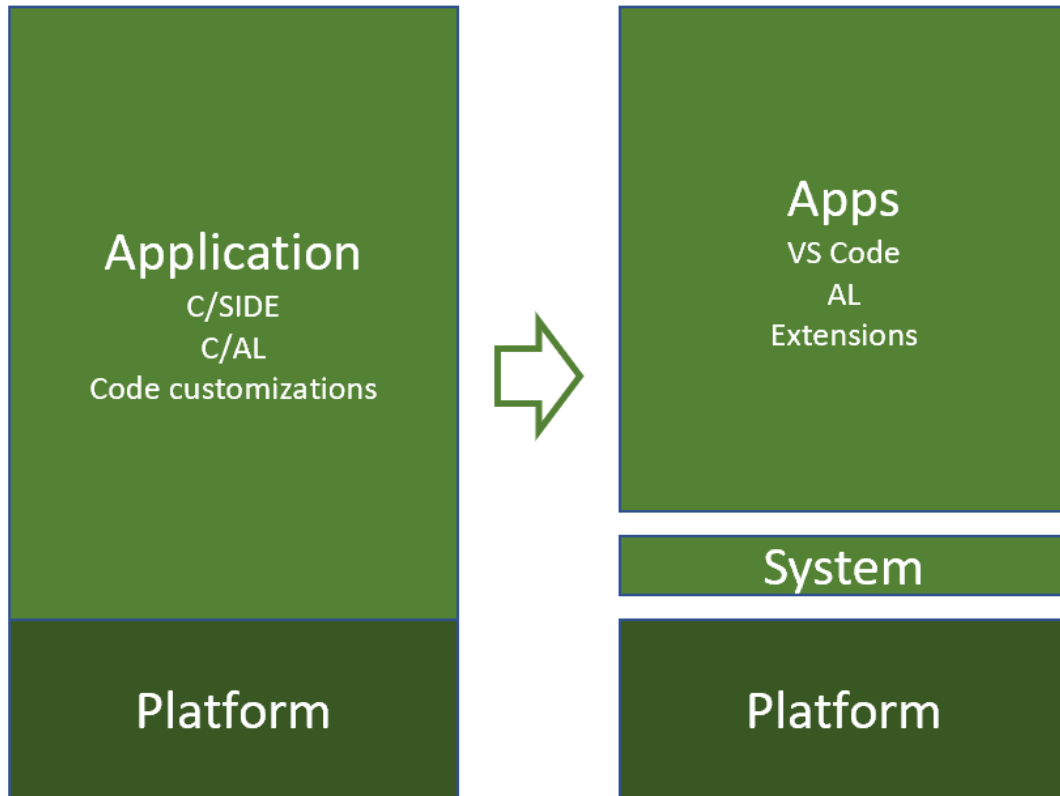 Application
C/SIDE
C/AL
Code customizations
Platform
Apps
VS Code
AL
Extensions
System
Platform